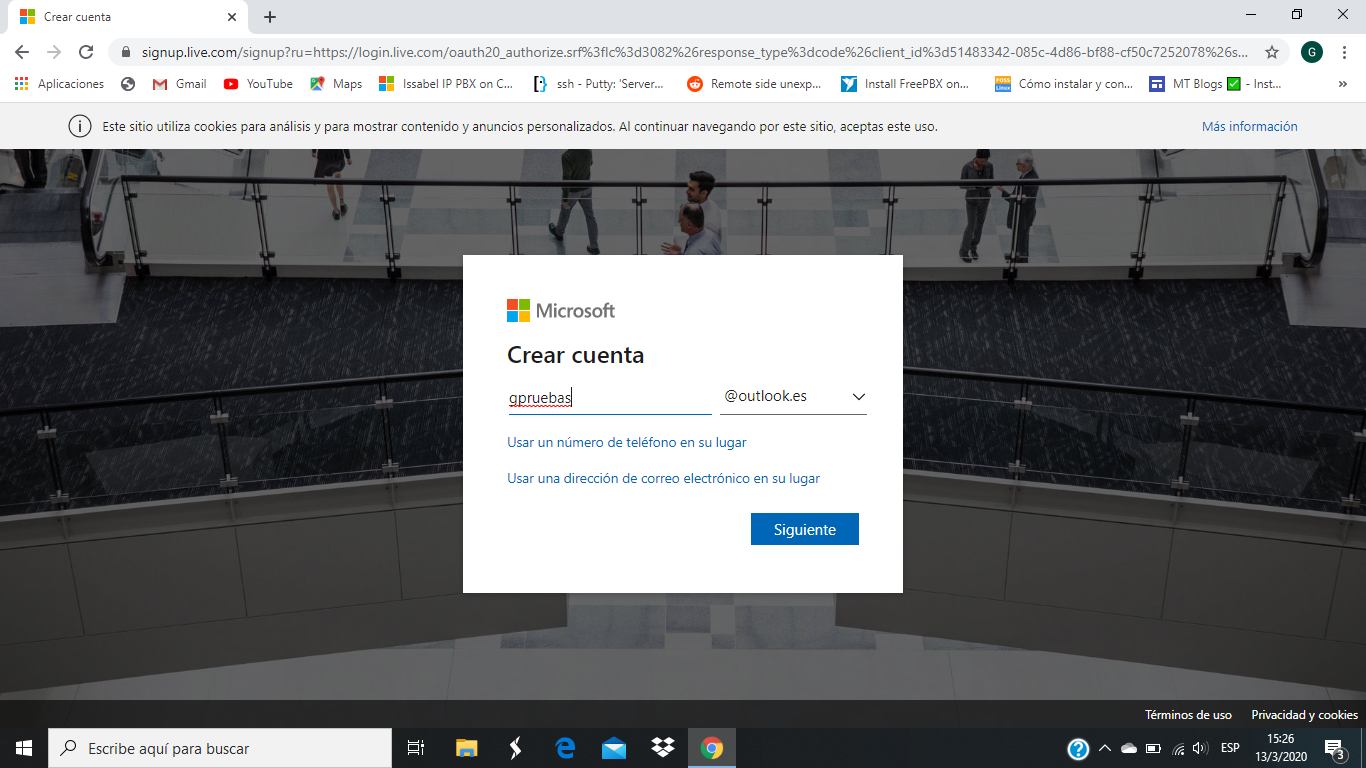 Crear cuenta
signup.live.com/signup?ru=https://login.live.com/oauth20_authorize.srf%3flc%3d3082%26response_type%3dcode%26client_id%3d51483342-085c-4d86-bf88-cf50c7252078%26s...
G
Aplicaciones
Gmail
YouTube
Maps
Issabel IP PBX on C...
ssh - Putty: 'Server...
Remote side unexp...
Install FreePBX on...
FOSS Linux
Cómo instalar y con...
MT Blogs ✅ - Inst...
»
Este sitio utiliza cookies para análisis y para mostrar contenido y anuncios personalizados. Al continuar navegando por este sitio, aceptas este uso.
Más información
Microsoft
Crear cuenta
gpruebas
@outlook.es
Usar un número de teléfono en su lugar
Usar una dirección de correo electrónico en su lugar
Siguiente
Términos de uso
Privacidad y cookies
Escribe aquí para buscar
ESP
15:26
13/3/2020
3